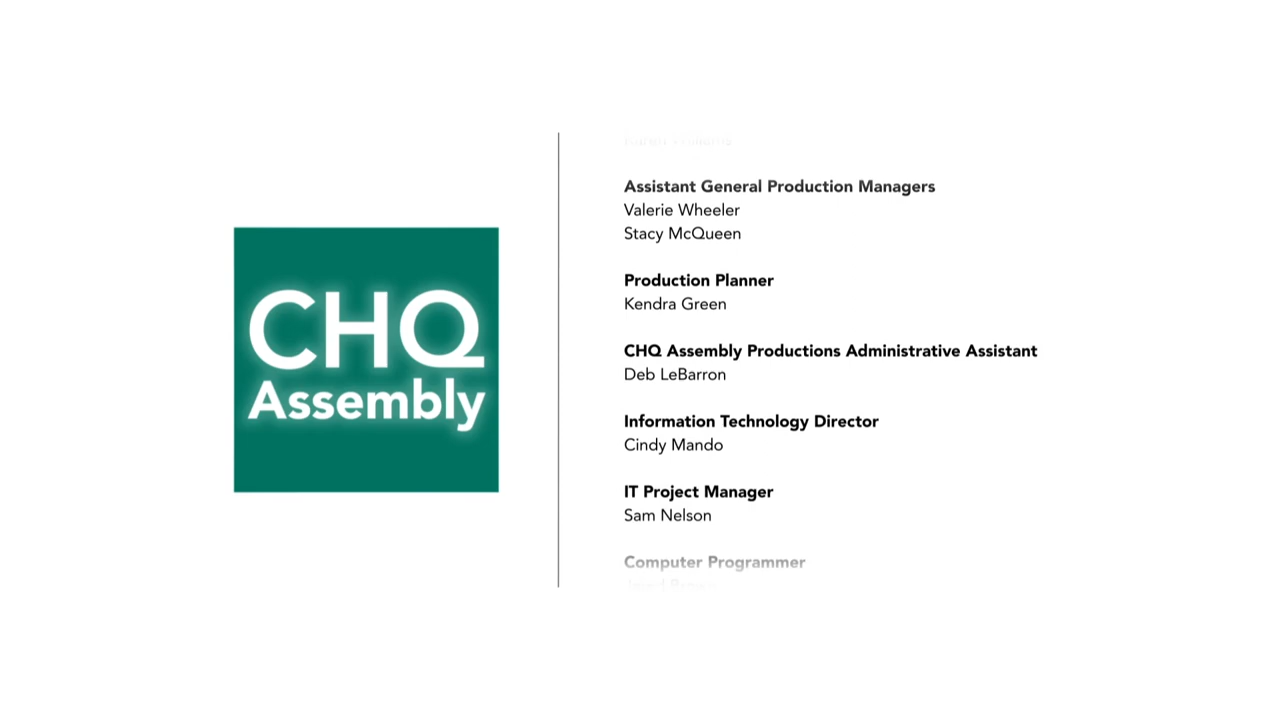 CHQ
Assembly
Assistant General Production Managers
Valerie Wheeler
Stacy McQueen
Production Planner
Kendra Green
CHQ Assembly Productions Administrative Assistant
Deb LeBarron
Information Technology Director
Cindy Mando
IT Project Manager
Sam Nelson
Computer Programmer